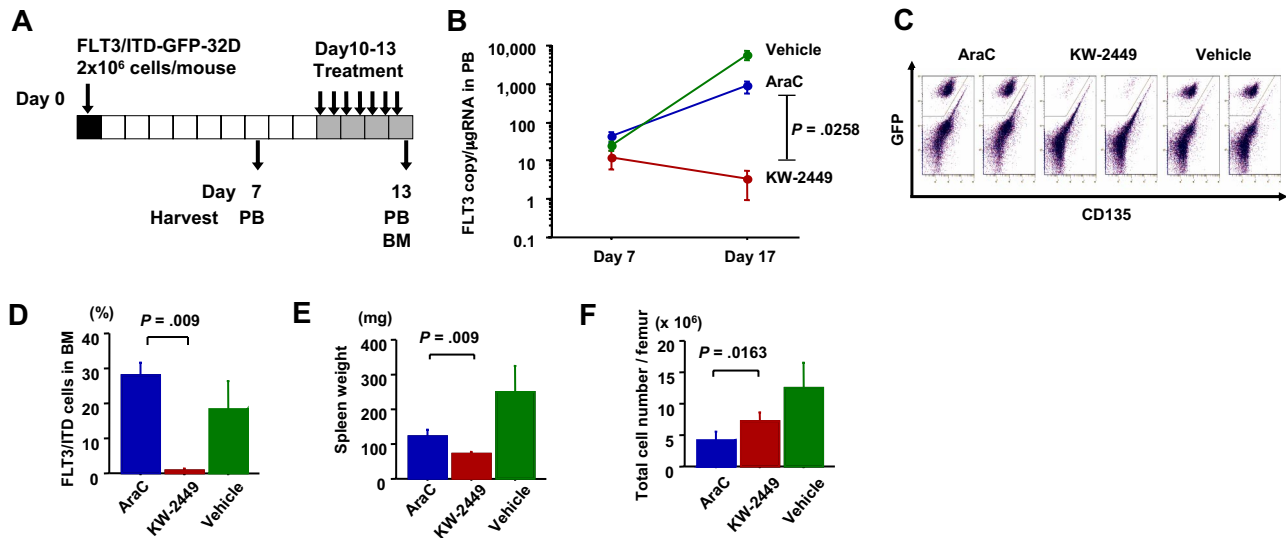 A
FLT3/ITD-GFP-32D
2x10⁶ cells/mouse
Day 0
Day10-13
Treatment
Day 7 13
Harvest PB PB
BM
B
FLT3 copy/μgRNA in PB
10,000
1,000
100
10
1
0.1
Day 7 Day 17
Vehicle
AraC
P = .0258
KW-2449
C
AraC KW-2449 Vehicle
GFP
CD135
D
(%)
FLT3/ITD cells in BM
40
30
20
10
0
P = .009
AraC
KW-2449
Vehicle
E
(mg)
Spleen weight
400
300
200
100
0
P = .009
AraC
KW-2449
Vehicle
F
(x 10⁶)
Total cell number / femur
20
15
10
5
0
P = .0163
AraC
KW-2449
Vehicle